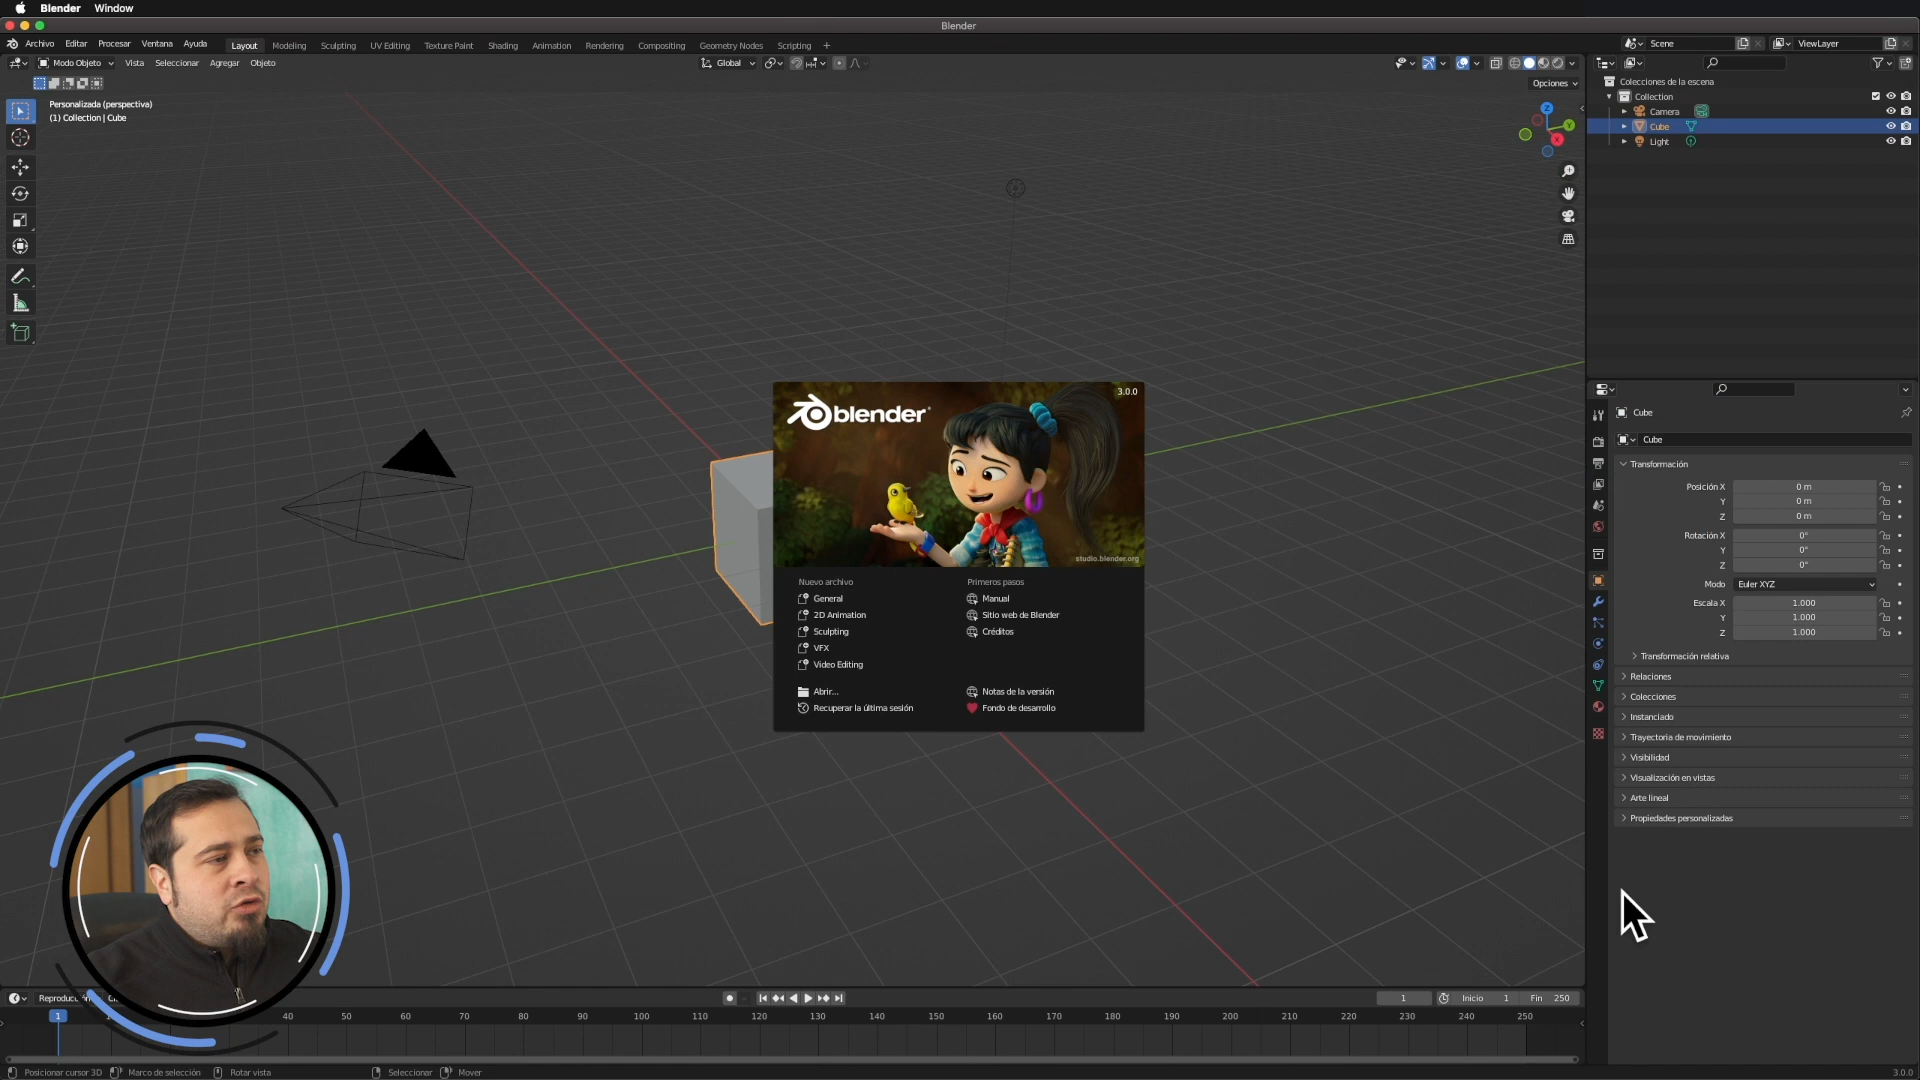 Blender Window
Blender
Archivo Editar Procesar Ventana Ayuda Layout Modeling Sculpting UV Editing Texture Paint Shading Animation Rendering Compositing Geometry Nodes Scripting +
Scene ViewLayer
Modo Objeto Vista Seleccionar Agregar Objeto Global
Opciones
Personalizada (perspectiva)
(1) Collection | Cube
Z
Y
X
Colecciones de la escena
Collection
Camera
Cube
Light
3.0.0
blender
studio.blender.org
Nuevo archivo
General
2D Animation
Sculpting
VFX
Video Editing
Abrir...
Recuperar la última sesión
Primeros pasos
Manual
Sitio web de Blender
Créditos
Notas de la versión
Fondo de desarrollo
Cube
Cube
Transformación
Posición X 0 m
Y 0 m
Z 0 m
Rotación X 0°
Y 0°
Z 0°
Modo Euler XYZ
Escala X 1.000
Y 1.000
Z 1.000
Transformación relativa
Relaciones
Colecciones
Instanciado
Trayectoria de movimiento
Visibilidad
Visualización en vistas
Arte lineal
Propiedades personalizadas
1 Inicio 1 Fin 250
1 40 50 60 70 80 90 100 110 120 130 140 150 160 170 180 190 200 210 220 230 240 250
Posicionar cursor 3D Marco de selección Rotar vista Seleccionar Mover 3.0.0